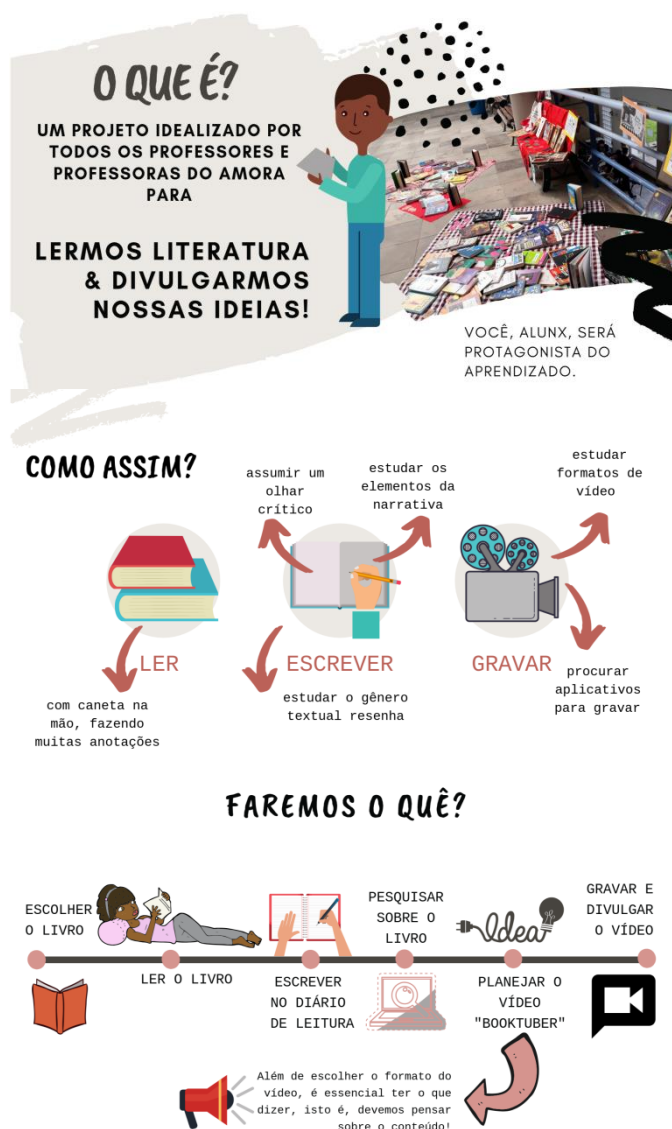 O QUE É?
UM PROJETO IDEALIZADO POR
TODOS OS PROFESSORES E
PROFESSORAS DO AMORA
PARA
LERMOS LITERATURA
& DIVULGARMOS
NOSSAS IDEIAS!
VOCÊ, ALUNX, SERÁ
PROTAGONISTA DO
APRENDIZADO.
COMO ASSIM?
assumir um
olhar
crítico
estudar os
elementos da
narrativa
estudar
formatos de
vídeo
LER
ESCREVER
GRAVAR
com caneta na
mão, fazendo
muitas anotações
estudar o gênero
textual resenha
procurar
aplicativos
para gravar
FAREMOS O QUÊ?
ESCOLHER
O LIVRO
LER O LIVRO
ESCREVER
NO DIÁRIO
DE LEITURA
PESQUISAR
SOBRE O
LIVRO
Idea
PLANEJAR O
VÍDEO
"BOOKTUBER"
GRAVAR E
DIVULGAR
O VÍDEO
Além de escolher o formato do
vídeo, é essencial ter o que
dizer, isto é, devemos pensar
sobre o conteúdo!